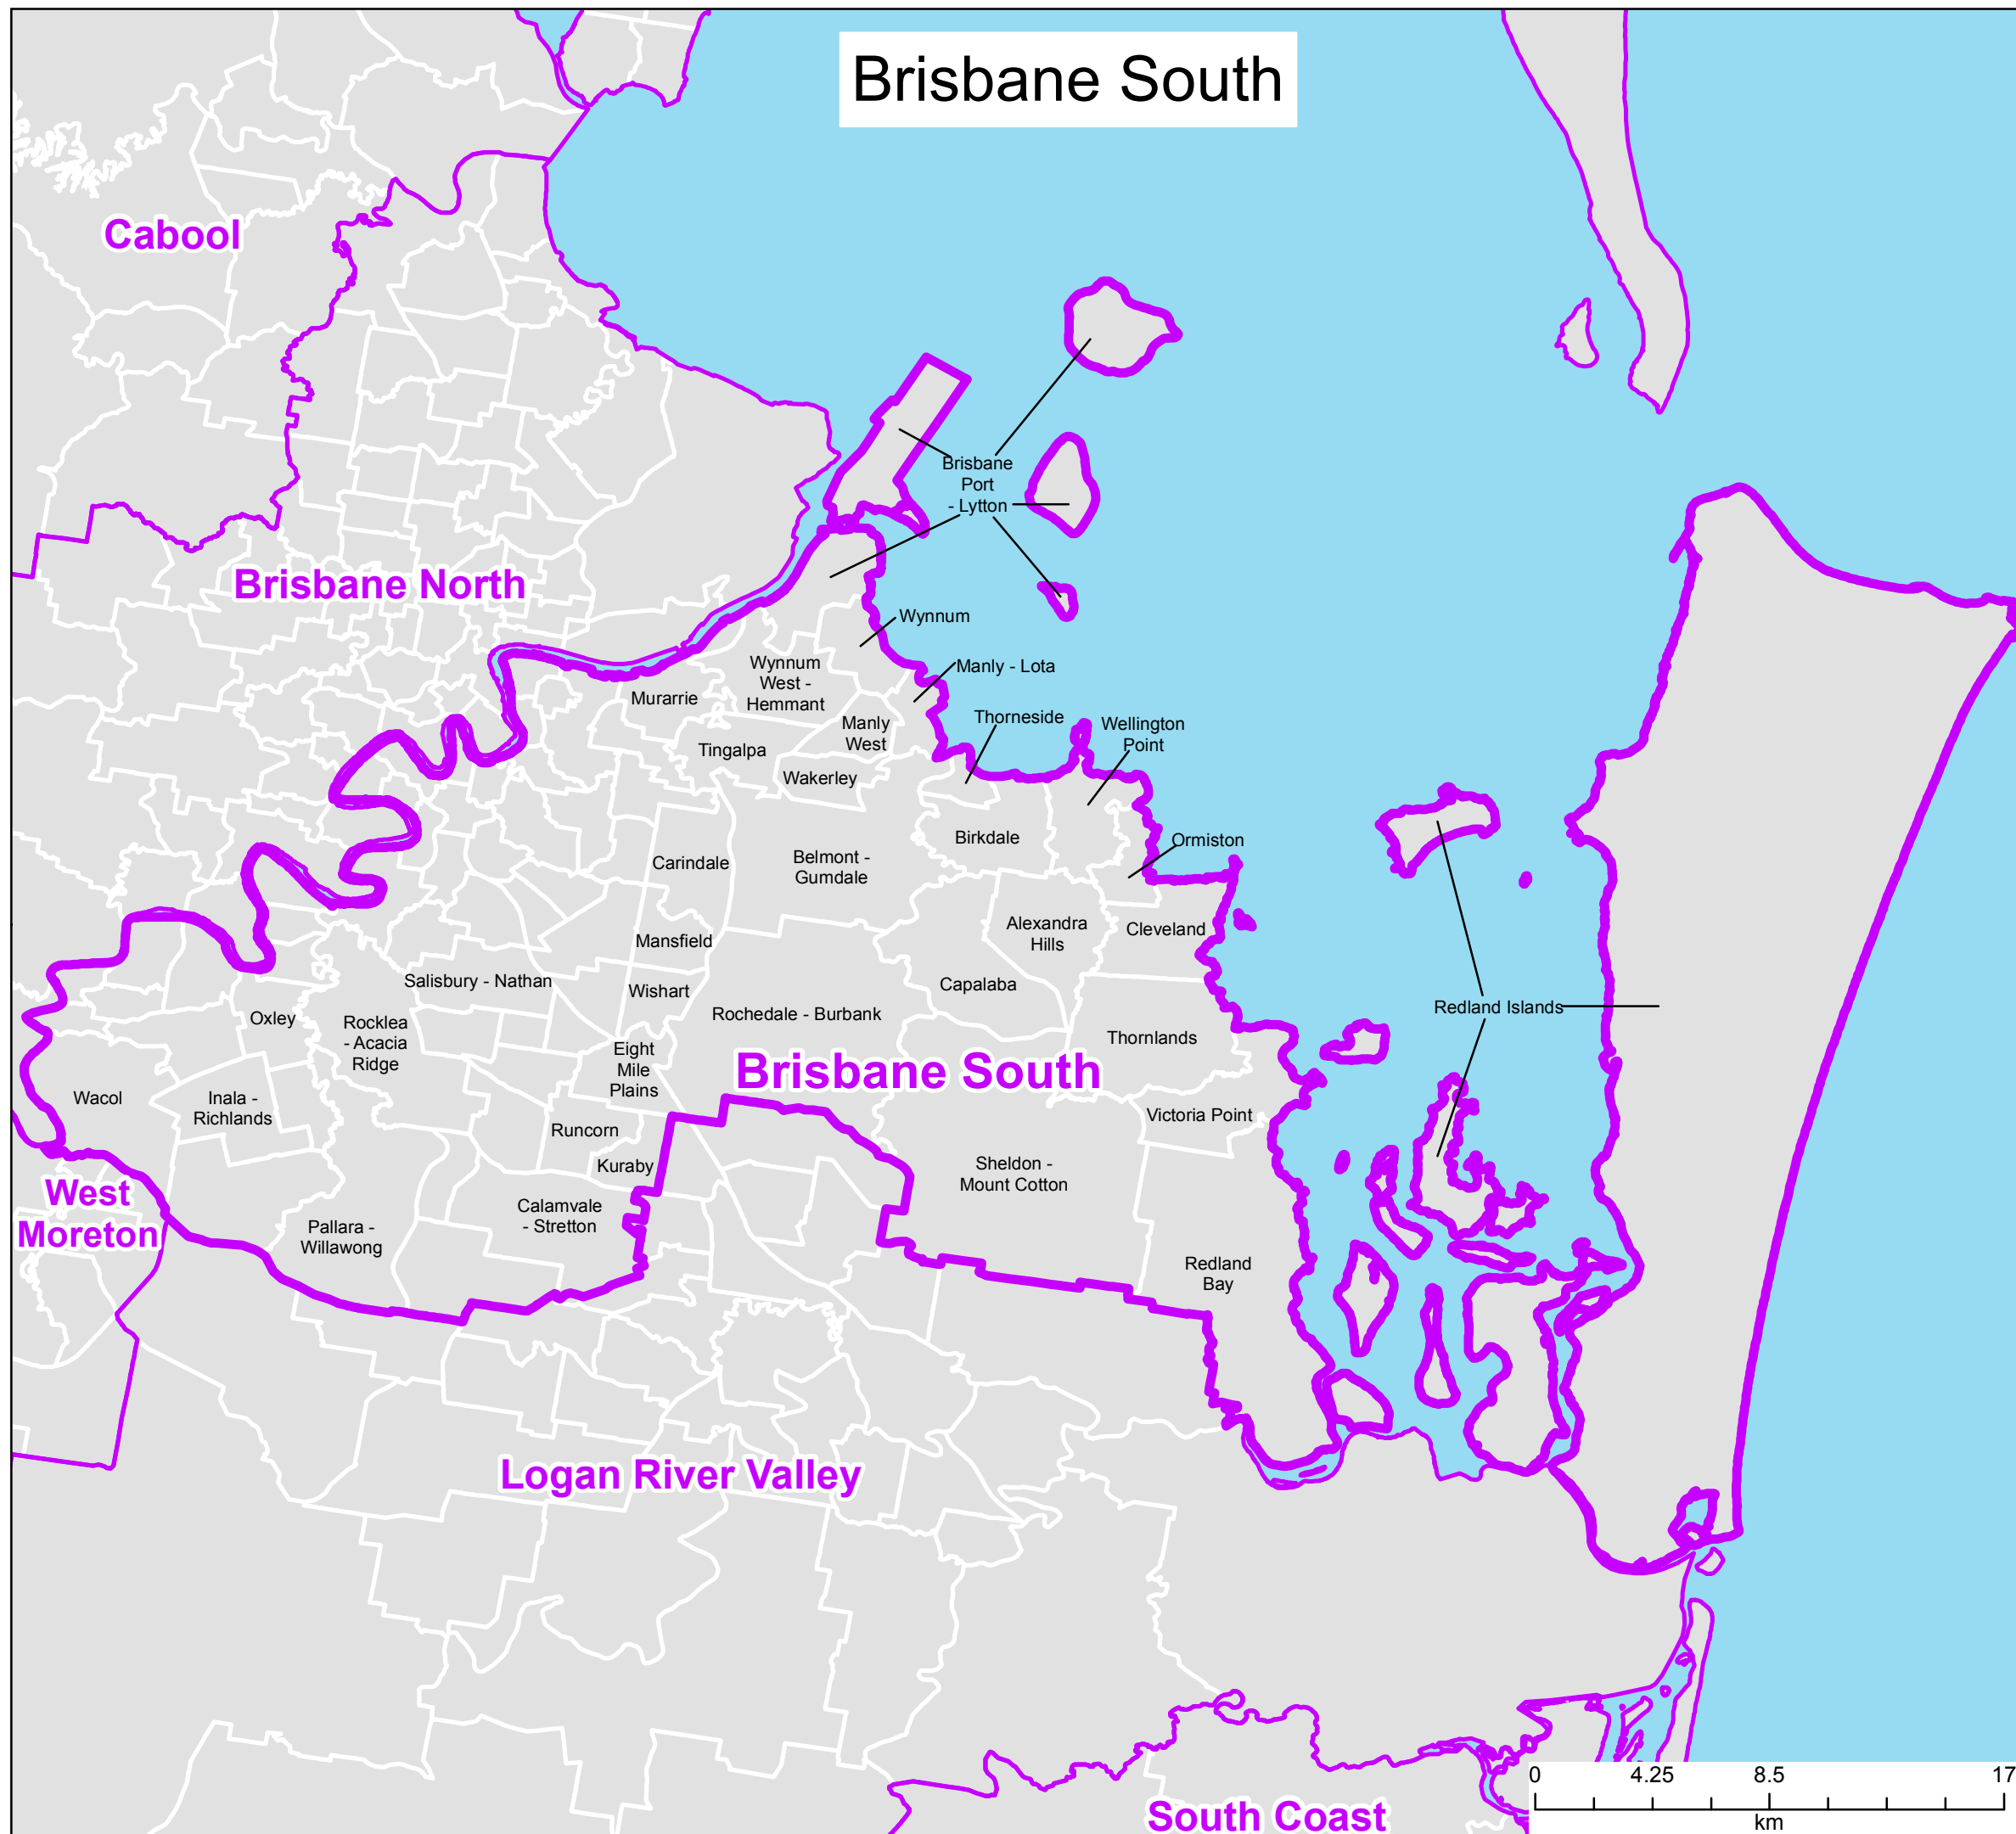 Brisbane South
Cabool
Brisbane
Port
- Lytton
Brisbane North
Wynnum
Manly - Lota
Wynnum
West -
Hemmant
Murarrie
Thorneside
Wellington
Point
Manly
West
Tingalpa
Wakerley
Birkdale
Ormiston
Carindale
Belmont -
Gumdale
Alexandra
Hills
Cleveland
Mansfield
Salisbury - Nathan
Wishart
Capalaba
Redland Islands
Oxley
Rocklea
- Acacia
Ridge
Rochedale - Burbank
Thornlands
Eight
Mile
Plains
Brisbane South
Wacol
Inala -
Richlands
Victoria Point
Runcorn
Kuraby
Sheldon -
Mount Cotton
West
Moreton
Calamvale
- Stretton
Pallara -
Willawong
Redland
Bay
Logan River Valley
South Coast
0 4.25 8.5 17
km